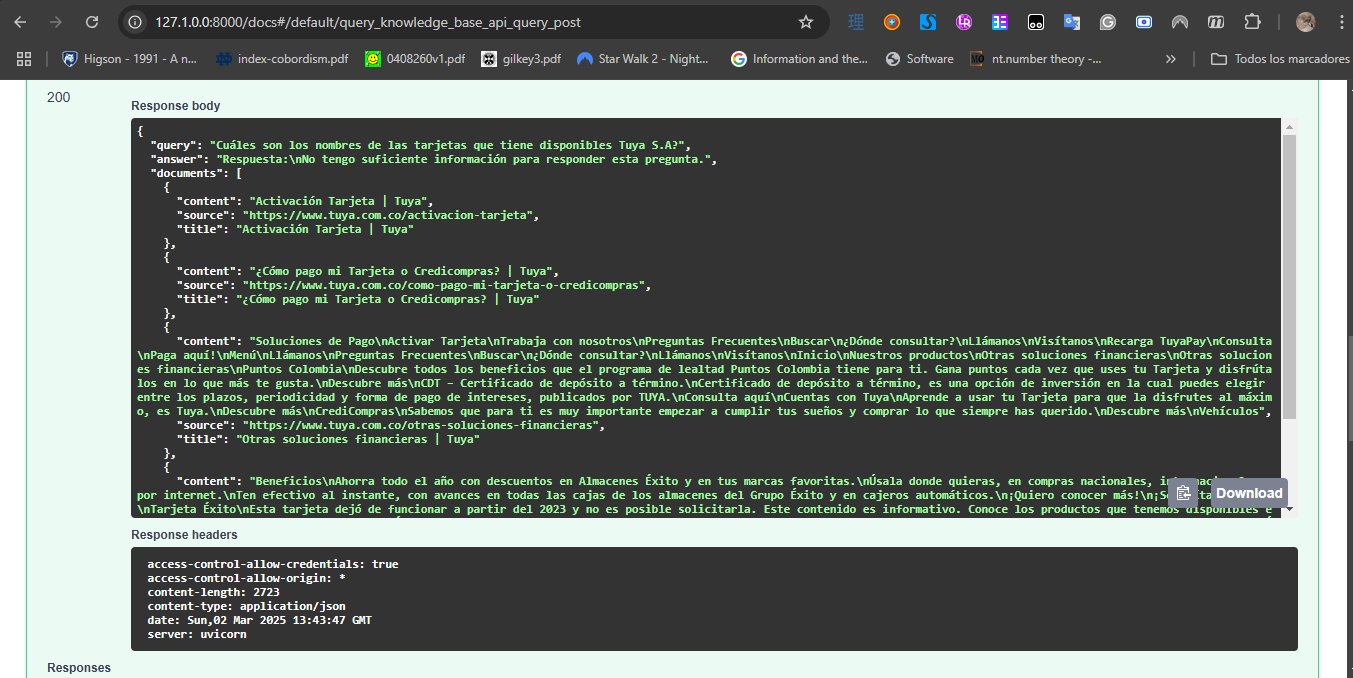 127.1.0.0:8000/docs#/default/query_knowledge_base_api_query_post
Higson - 1991 - A n...
index-cobordism.pdf
0408260v1.pdf
gilkey3.pdf
Star Walk 2 - Night...
Information and the...
Software
nt.number theory -...
»
Todos los marcadores
200
Response body
{
"query": "Cuáles son los nombres de las tarjetas que tiene disponibles Tuya S.A?",
"answer": "Respuesta:\nNo tengo suficiente información para responder esta pregunta.",
"documents": [
{
"content": "Activación Tarjeta | Tuya",
"source": "https://www.tuya.com.co/activacion-tarjeta",
"title": "Activación Tarjeta | Tuya"
},
{
"content": "¿Cómo pago mi Tarjeta o Credicompras? | Tuya",
"source": "https://www.tuya.com.co/como-pago-mi-tarjeta-o-credicompras",
"title": "¿Cómo pago mi Tarjeta o Credicompras? | Tuya"
},
{
"content": "Soluciones de Pago\nActivar Tarjeta\nTrabaja con nosotros\nPreguntas Frecuentes\nBuscar\n¿Dónde consultar?\nLlámanos\nVisítanos\nRecarga TuyaPay\nConsulta
\nPaga aquí!\nMenú\nLlámanos\nPreguntas Frecuentes\nBuscar\n¿Dónde consultar?\nLlámanos\nVisítanos\nInicio\nNuestros productos\nOtras soluciones financieras\nOtras solucion
es financieras\nPuntos Colombia\nDescubre todos los beneficios que el programa de lealtad Puntos Colombia tiene para ti. Gana puntos cada vez que uses tu Tarjeta y disfrúta
los en lo que más te gusta.\nDescubre más\nCDT - Certificado de depósito a término.\nCertificado de depósito a término, es una opción de inversión en la cual puedes elegir
entre los plazos, periodicidad y forma de pago de intereses, publicados por TUYA.\nConsulta aquí\nCuentas con Tuya\nAprende a usar tu Tarjeta para que la disfrutes al máxim
o, es Tuya.\nDescubre más\nCrediCompras\nSabemos que para ti es muy importante empezar a cumplir tus sueños y comprar lo que siempre has querido.\nDescubre más\nVehículos",
"source": "https://www.tuya.com.co/otras-soluciones-financieras",
"title": "Otras soluciones financieras | Tuya"
},
{
"content": "Beneficios\nAhorra todo el año con descuentos en Almacenes Éxito y en tus marcas favoritas.\nÚsala donde quieras, en compras nacionales,
por internet.\nTen efectivo al instante, con avances en todas las cajas de los almacenes del Grupo Éxito y en cajeros automáticos.\n¡Quiero conocer más!\n
\nTarjeta Éxito\nEsta tarjeta dejó de funcionar a partir del 2023 y no es posible solicitarla. Este contenido es informativo. Conoce los productos que tenemos disponibles e
Download
Response headers
access-control-allow-credentials: true
access-control-allow-origin: *
content-length: 2723
content-type: application/json
date: Sun,02 Mar 2025 13:43:47 GMT
server: uvicorn
Responses